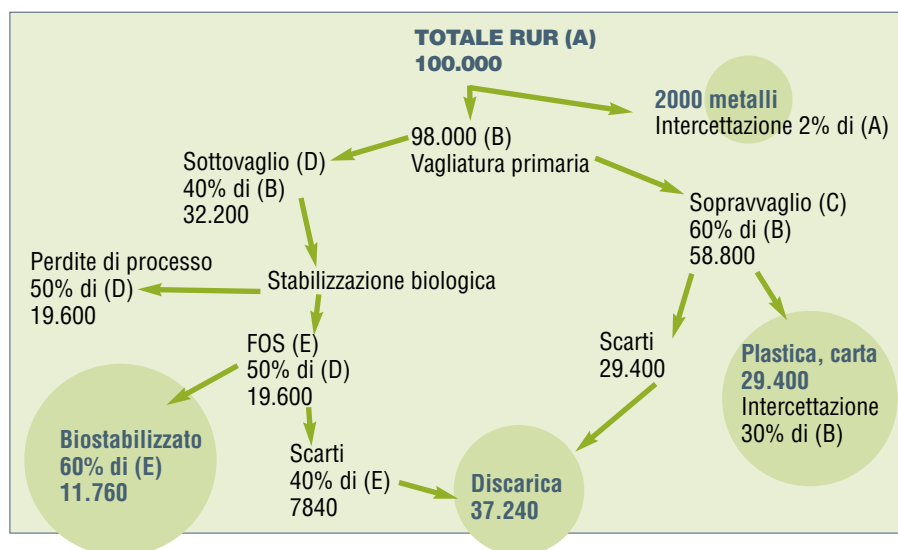 TOTALE RUR (A)
100.000
2000 metalli
Intercettazione 2% di (A)
98.000 (B)
Vagliatura primaria
Sottovaglio (D)
40% di (B)
32.200
Sopravvaglio (C)
60% di (B)
58.800
Perdite di processo
50% di (D)
19.600
Stabilizzazione biologica
FOS (E)
50% di (D)
19.600
Scarti
29.400
Plastica, carta
29.400
Intercettazione
30% di (B)
Biostabilizzato
60% di (E)
11.760
Scarti
40% di (E)
7840
Discarica
37.240